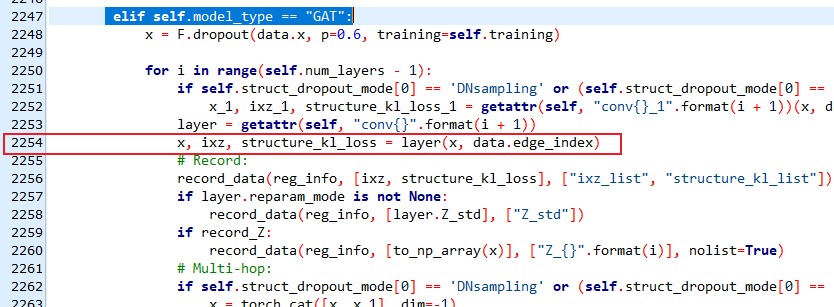 2246
2247 elif self.model_type == "GAT":
2248 x = F.dropout(data.x, p=0.6, training=self.training)
2249
2250 for i in range(self.num_layers - 1):
2251 if self.struct_dropout_mode[0] == 'DNsampling' or (self.struct_dropout_mode[0] ==
2252 x_1, ixz_1, structure_kl_loss_1 = getattr(self, "conv{}_1".format(i + 1))(x, d
2253 layer = getattr(self, "conv{}".format(i + 1))
2254 x, ixz, structure_kl_loss = layer(x, data.edge_index)
2255 # Record:
2256 record_data(reg_info, [ixz, structure_kl_loss], ["ixz_list", "structure_kl_list"])
2257 if layer.reparam_mode is not None:
2258 record_data(reg_info, [layer.Z_std], ["Z_std"])
2259 if record_Z:
2260 record_data(reg_info, [to_np_array(x)], ["Z_{}".format(i)], nolist=True)
2261 # Multi-hop:
2262 if self.struct_dropout_mode[0] == 'DNsampling' or (self.struct_dropout_mode[0] ==
2263 x = torch.cat([x, x_1], dim=-1)